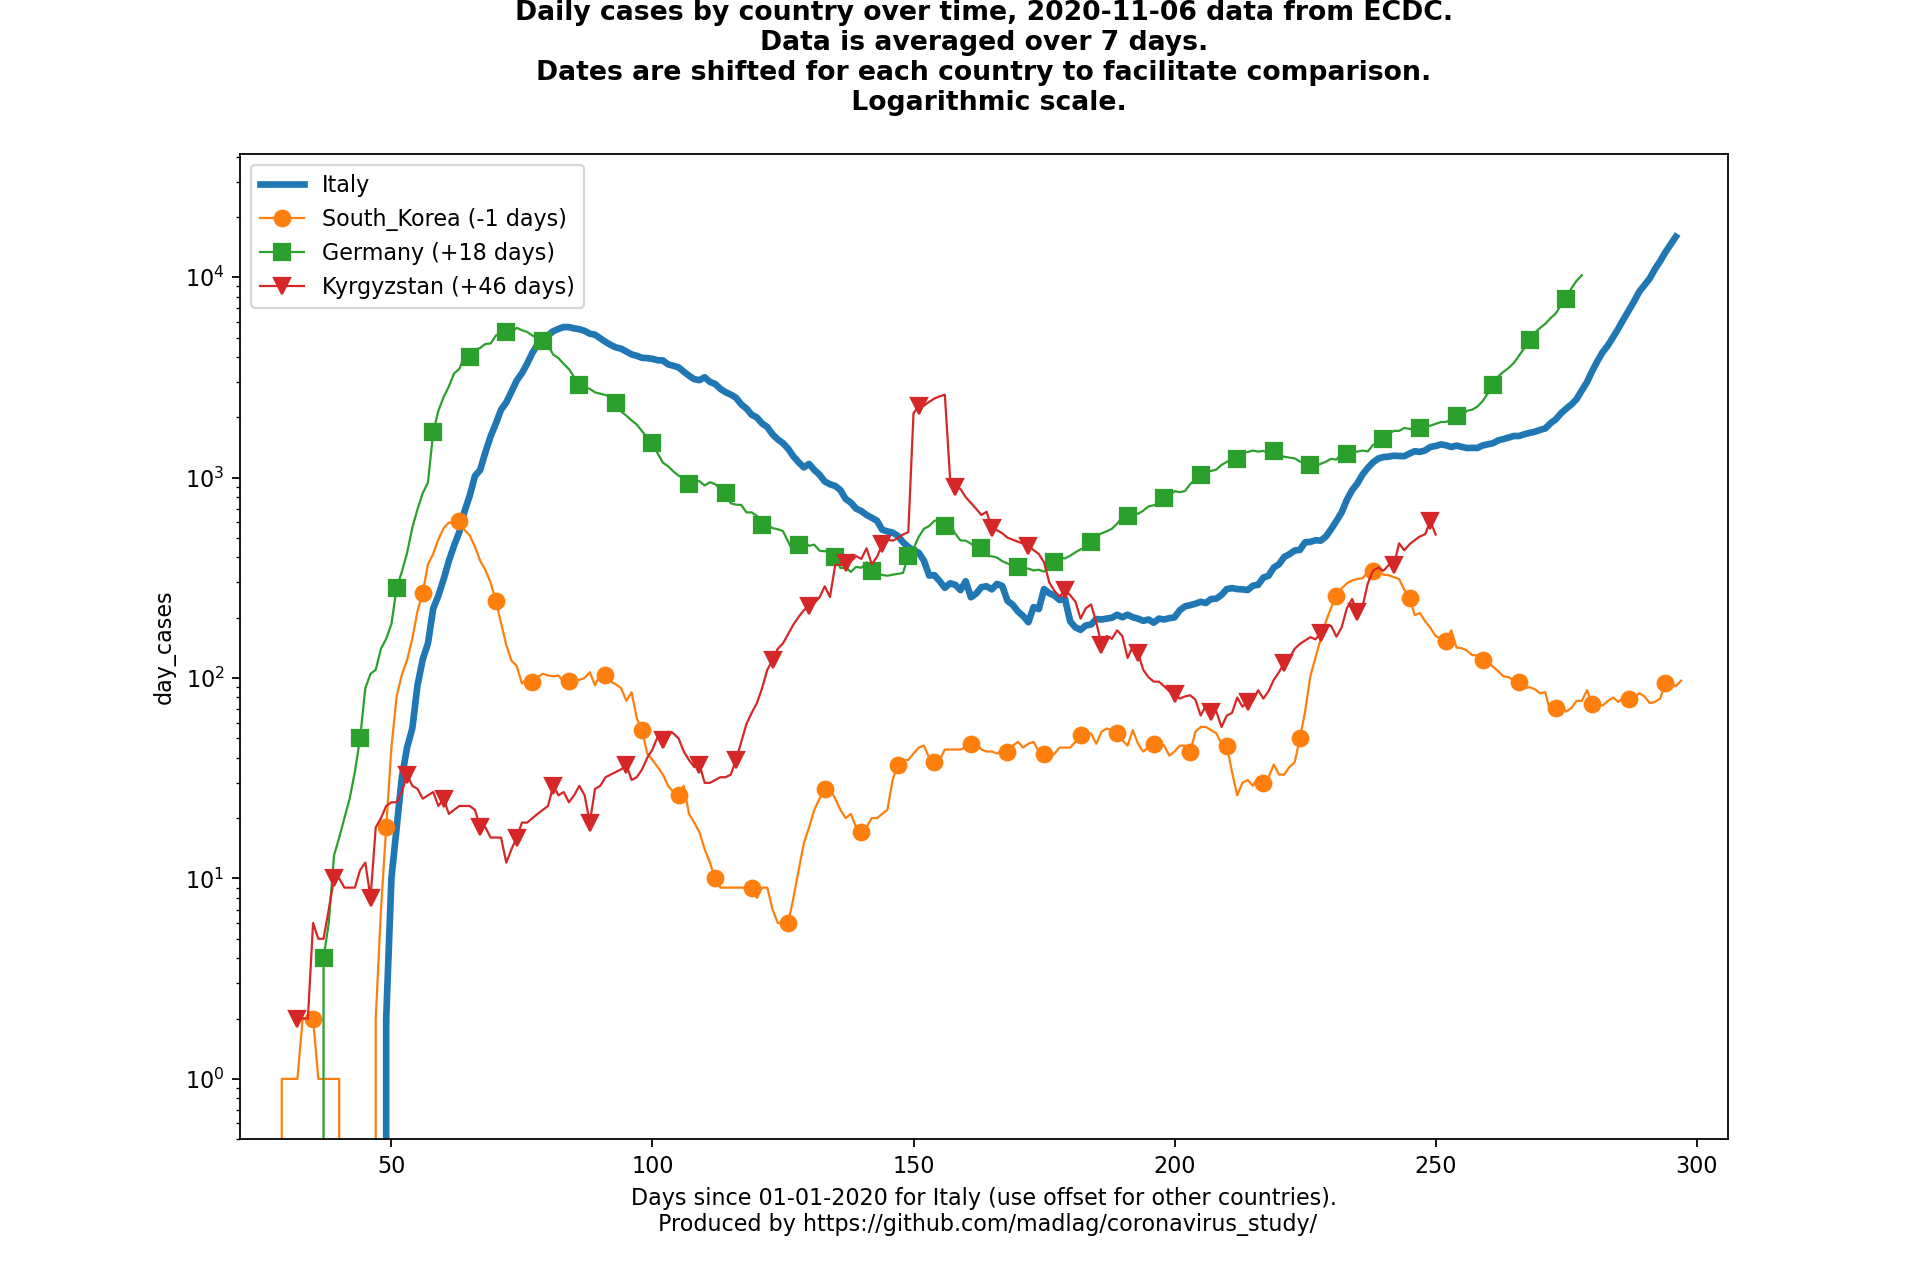 Daily cases by country over time, 2020-11-06 data from ECDC.
Data is averaged over 7 days.
Dates are shifted for each country to facilitate comparison.
Logarithmic scale.
Italy
South_Korea (-1 days)
Germany (+18 days)
Kyrgyzstan (+46 days)
10⁴
10³
10²
10¹
10⁰
day_cases
50 100 150 200 250 300
Days since 01-01-2020 for Italy (use offset for other countries).
Produced by https://github.com/madlag/coronavirus_study/